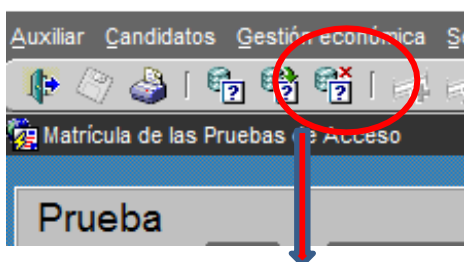 Auxiliar Candidatos Gestión económica
Matrícula de las Pruebas de Acceso
Prueba